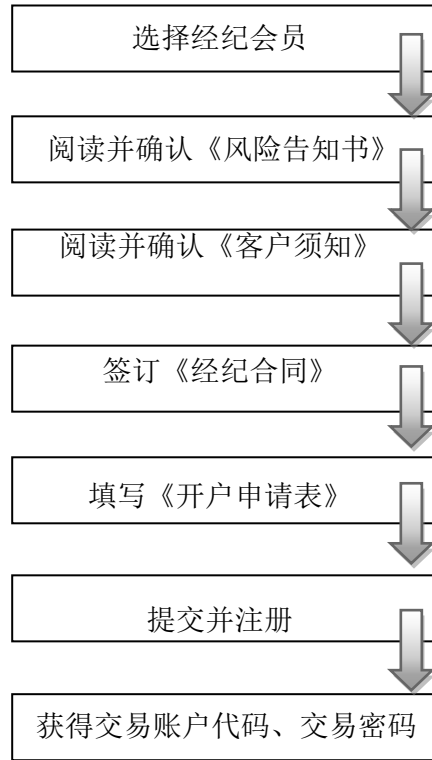 选择经纪会员
阅读并确认《风险告知书》
阅读并确认《客户须知》
签订《经纪合同》
填写《开户申请表》
提交并注册
获得交易账户代码、交易密码